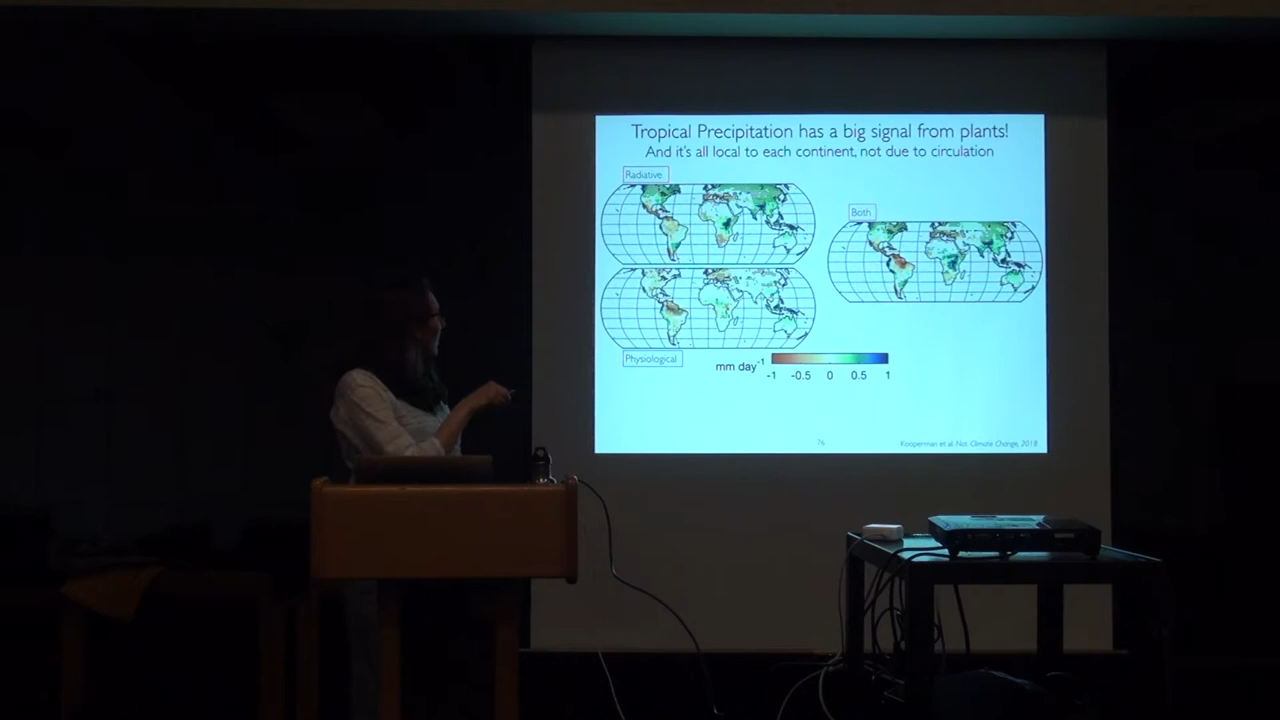 Tropical Precipitation has a big signal from plants!
And it's all local to each continent, not due to circulation
Radiative
Both
Physiological
mm day-1
-1 -0.5 0 0.5 1
76
Kooperman et al. Nat. Climate Change, 2018